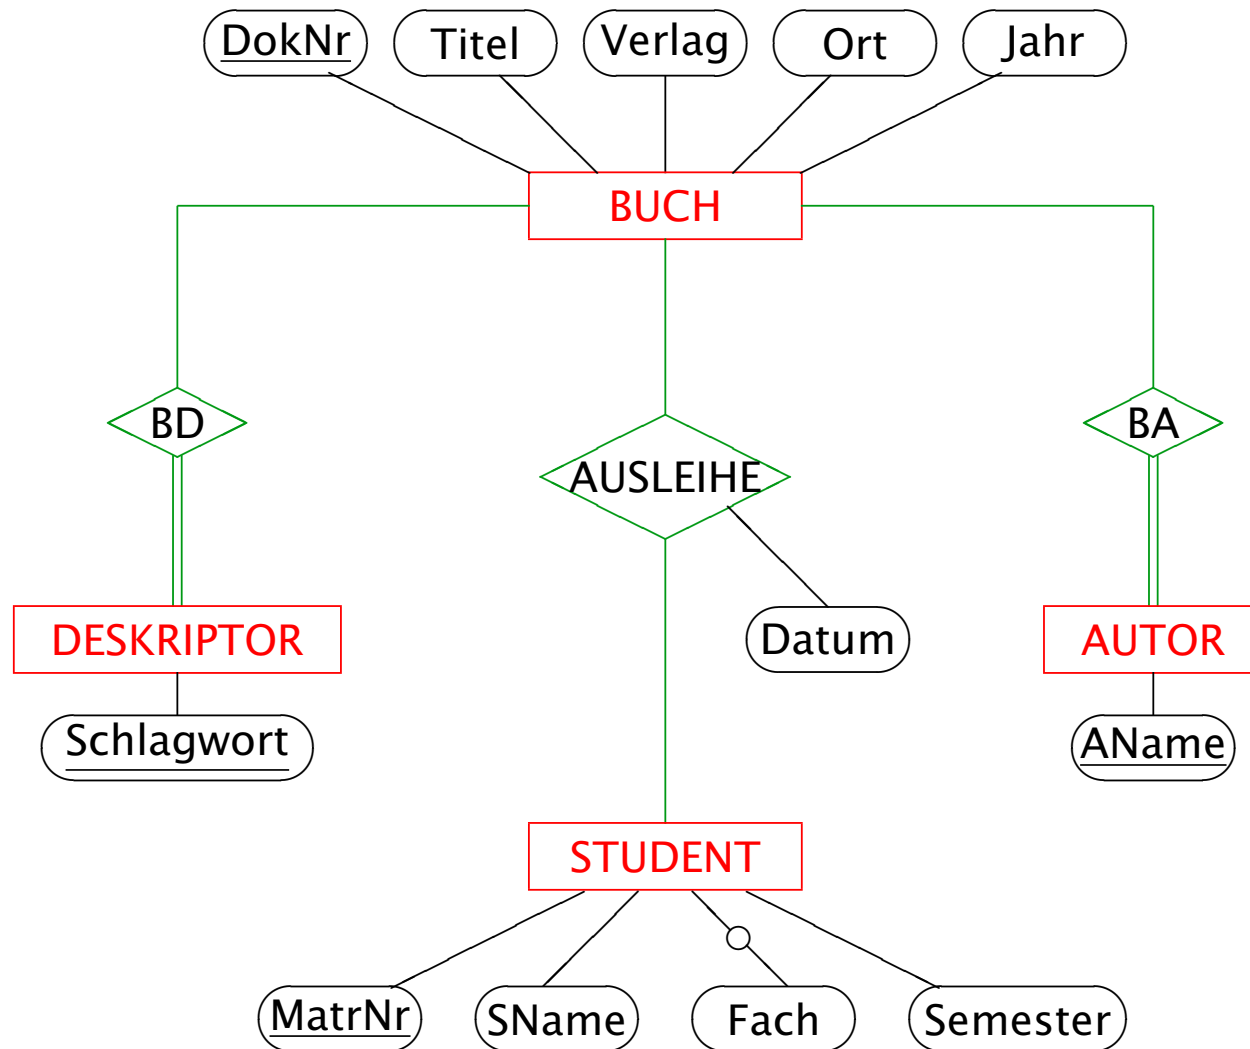 DokNr Titel Verlag Ort Jahr
BUCH
BD AUSLEIHE BA
DESKRIPTOR Datum AUTOR
Schlagwort AName
STUDENT
MatrNr SName Fach Semester